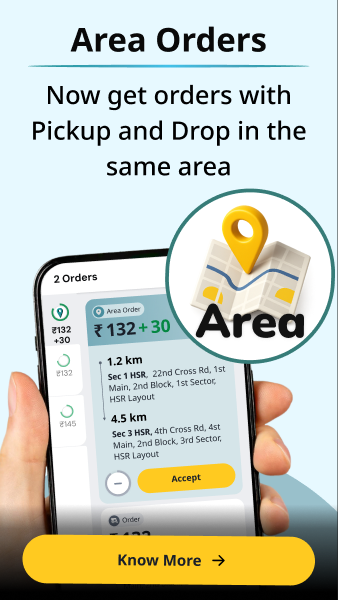 Area Orders
Now get orders with
Pickup and Drop in the
same area
Area
2 Orders
₹132
+30
₹132
₹145
Area Order
₹ 132 + 30
1.2 km
Sec 1 HSR, 22nd Cross Rd, 1st
Main, 2nd Block, 1st Sector,
HSR Layout
4.5 km
Sec 3 HSR, 4th Cross Rd, 4st
Main, 2nd Block, 3rd Sector,
HSR Layout
Accept
Order
Know More →